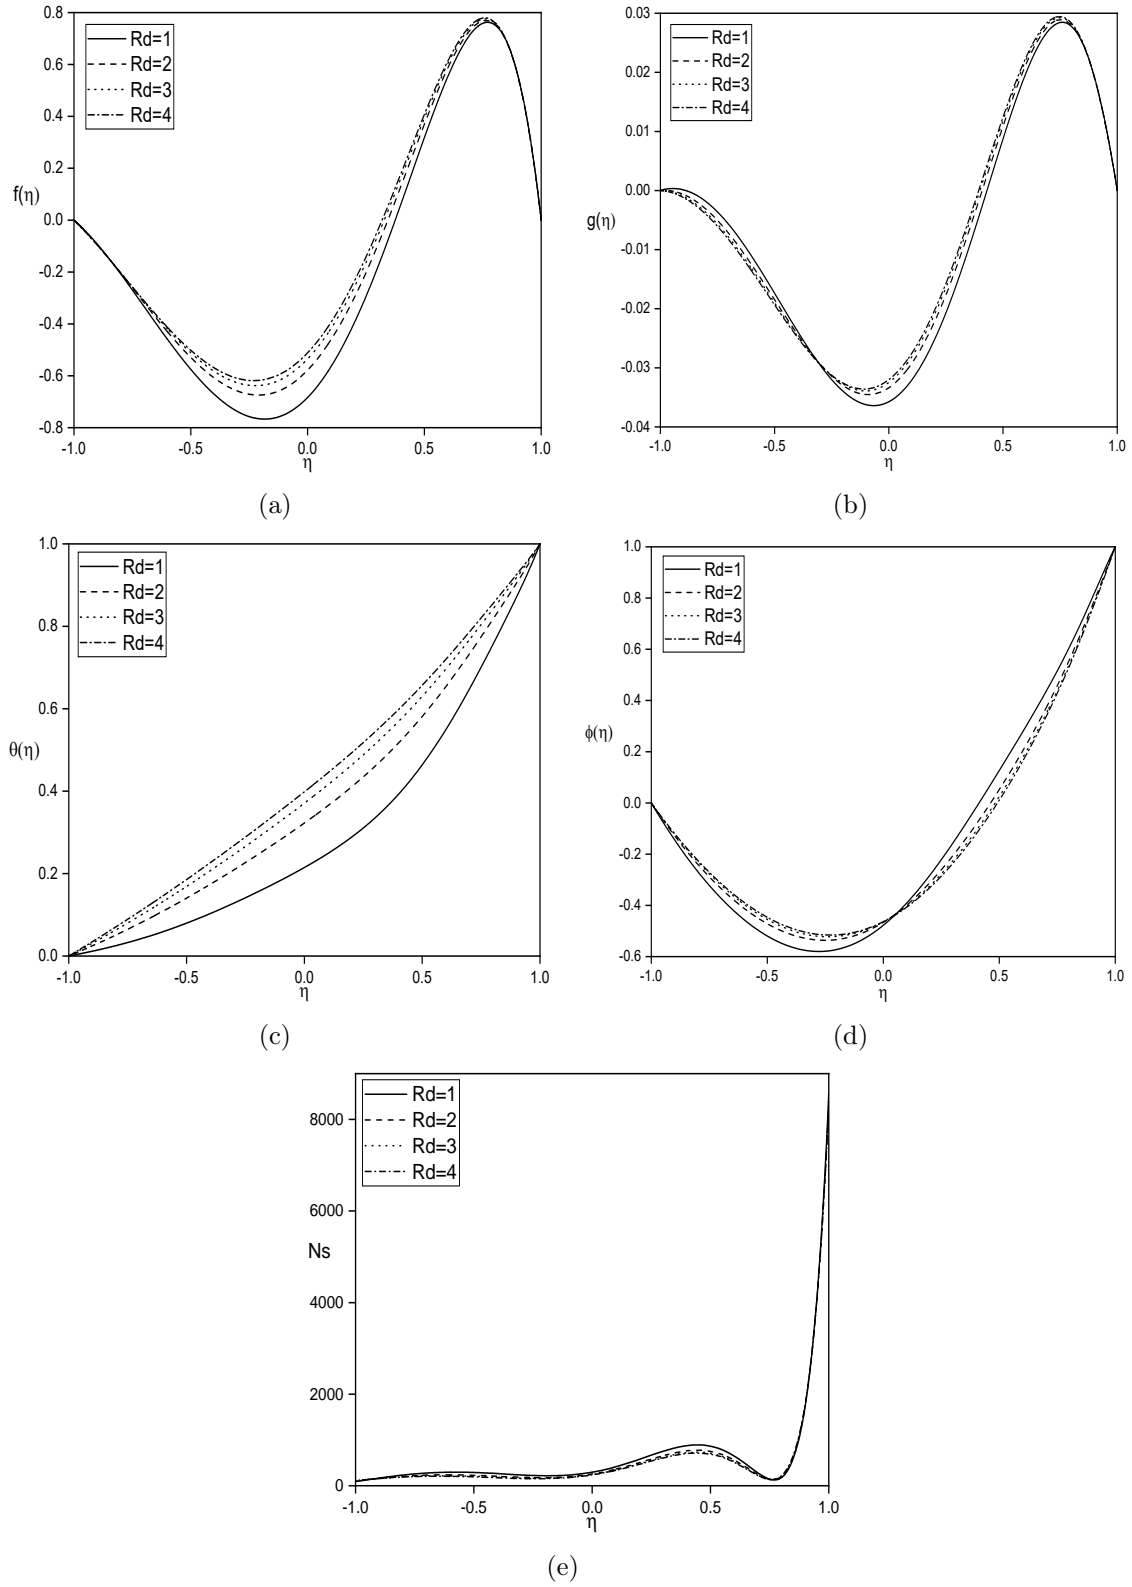 0.8
0.6
0.4
0.2
0.0
-0.2
-0.4
-0.6
-0.8
f(η)
Rd=1
Rd=2
Rd=3
Rd=4
-1.0 -0.5 0.0 0.5 1.0
η
(a)
0.03
0.02
0.01
0.00
-0.01
-0.02
-0.03
-0.04
g(η)
Rd=1
Rd=2
Rd=3
Rd=4
-1.0 -0.5 0.0 0.5 1.0
η
(b)
1.0
0.8
0.6
0.4
0.2
0.0
θ(η)
Rd=1
Rd=2
Rd=3
Rd=4
-1.0 -0.5 0.0 0.5 1.0
η
(c)
1.0
0.8
0.6
0.4
0.2
0.0
-0.2
-0.4
-0.6
ϕ(η)
Rd=1
Rd=2
Rd=3
Rd=4
-1.0 -0.5 0.0 0.5 1.0
η
(d)
8000
6000
4000
2000
0
Ns
Rd=1
Rd=2
Rd=3
Rd=4
-1.0 -0.5 0.0 0.5 1.0
η
(e)